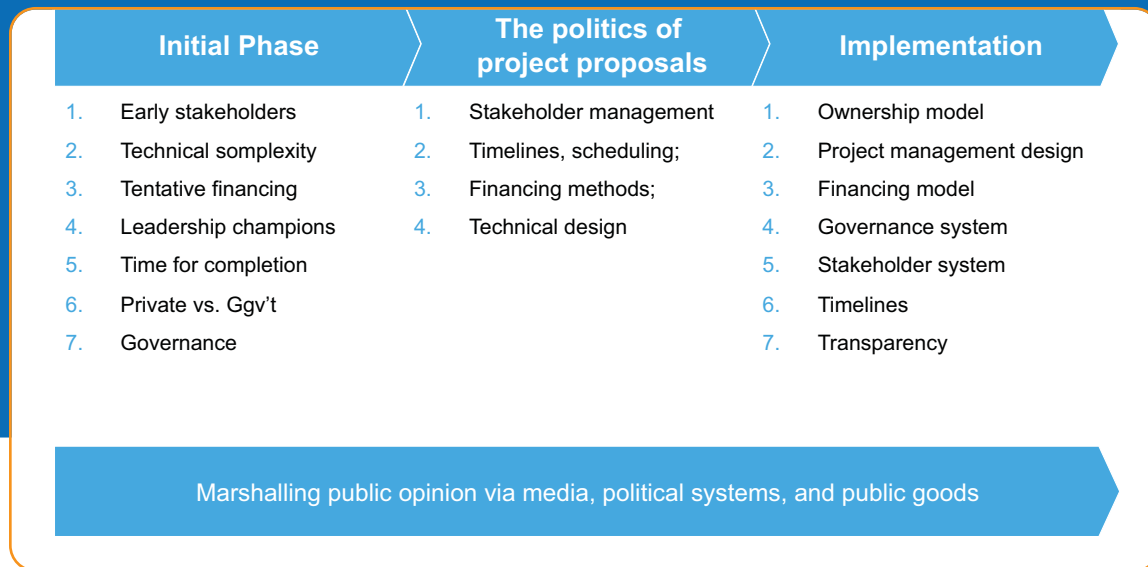 Initial Phase
The politics of
project proposals
Implementation
1. Early stakeholders
2. Technical somplexity
3. Tentative financing
4. Leadership champions
5. Time for completion
6. Private vs. Ggv’t
7. Governance
1. Stakeholder management
2. Timelines, scheduling;
3. Financing methods;
4. Technical design
1. Ownership model
2. Project management design
3. Financing model
4. Governance system
5. Stakeholder system
6. Timelines
7. Transparency
Marshalling public opinion via media, political systems, and public goods